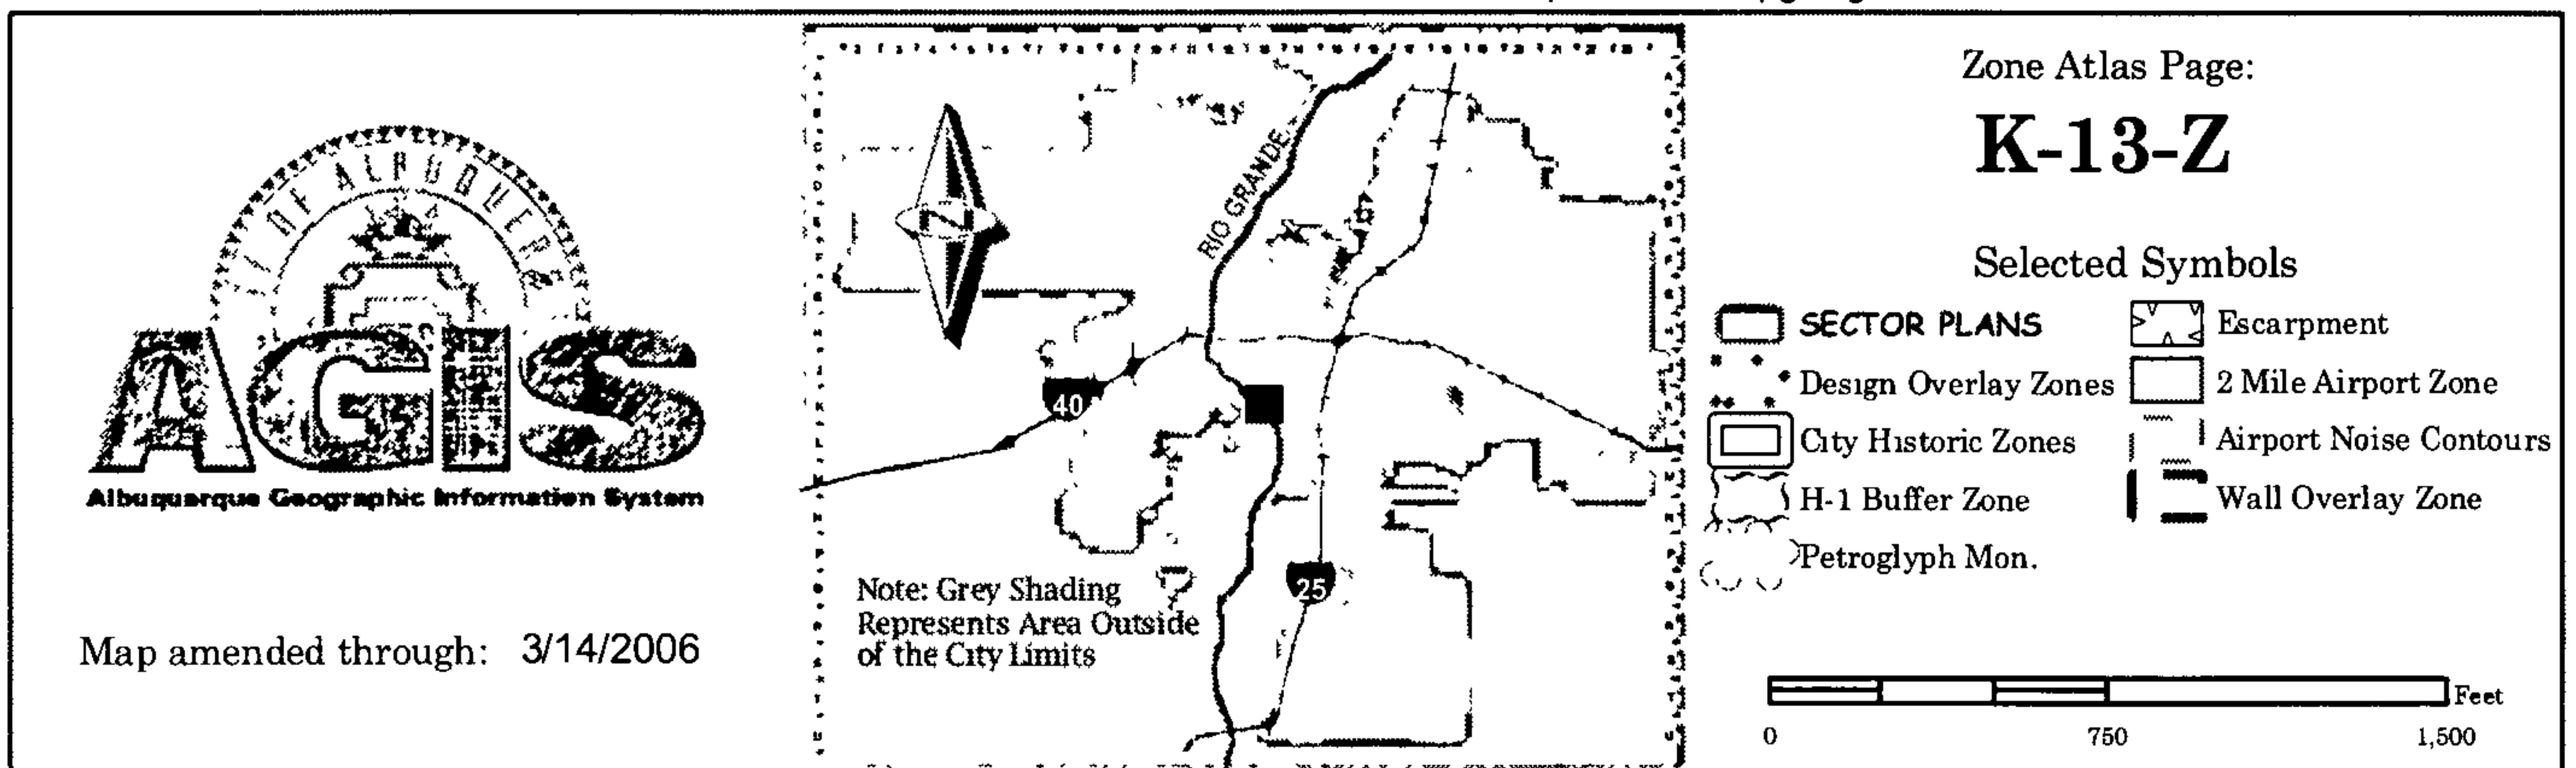 OF ALBUQUERQUE
AGIS
Albuquerque Geographic Information System
Map amended through: 3/14/2006
N
RIO GRANDE
40
25
Note: Grey Shading
Represents Area Outside
of the City Limits
Zone Atlas Page:
K-13-Z
Selected Symbols
SECTOR PLANS
Design Overlay Zones
City Historic Zones
H-1 Buffer Zone
Petroglyph Mon.
Escarpment
2 Mile Airport Zone
Airport Noise Contours
Wall Overlay Zone
Feet
0 750 1,500